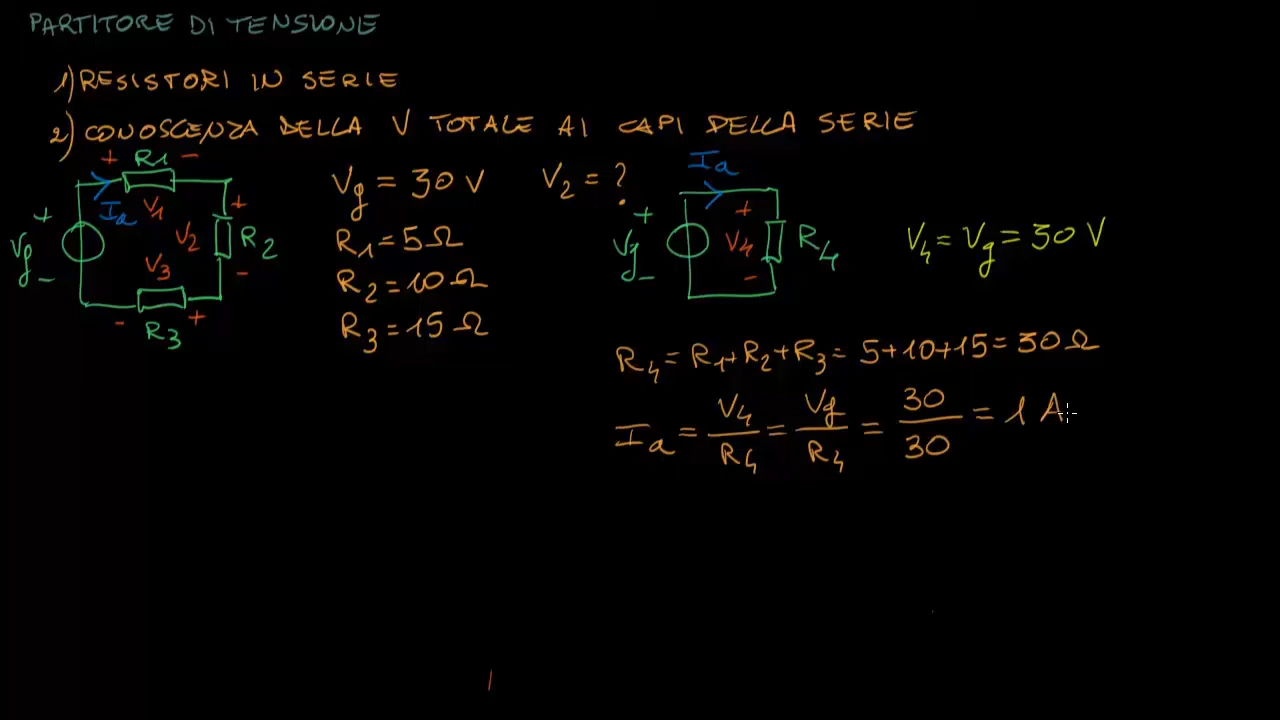 PARTITORE DI TENSIONE
1) RESISTORI IN SERIE
2) CONOSCENZA DELLA V TOTALE AI CAPI DELLA SERIE
+ R1 -
Ia V1
+ Vg -
+ V2 - R2
V3
- R3 +
Vg = 30 V
R1 = 5 Ω
R2 = 10 Ω
R3 = 15 Ω
V2 = ?
Ia
+ Vg -
+ V4 - R4
V4 = Vg = 30 V
R4 = R1 + R2 + R3 = 5 + 10 + 15 = 30 Ω
Ia = V4/R4 = Vg/R4 = 30/30 = 1 A